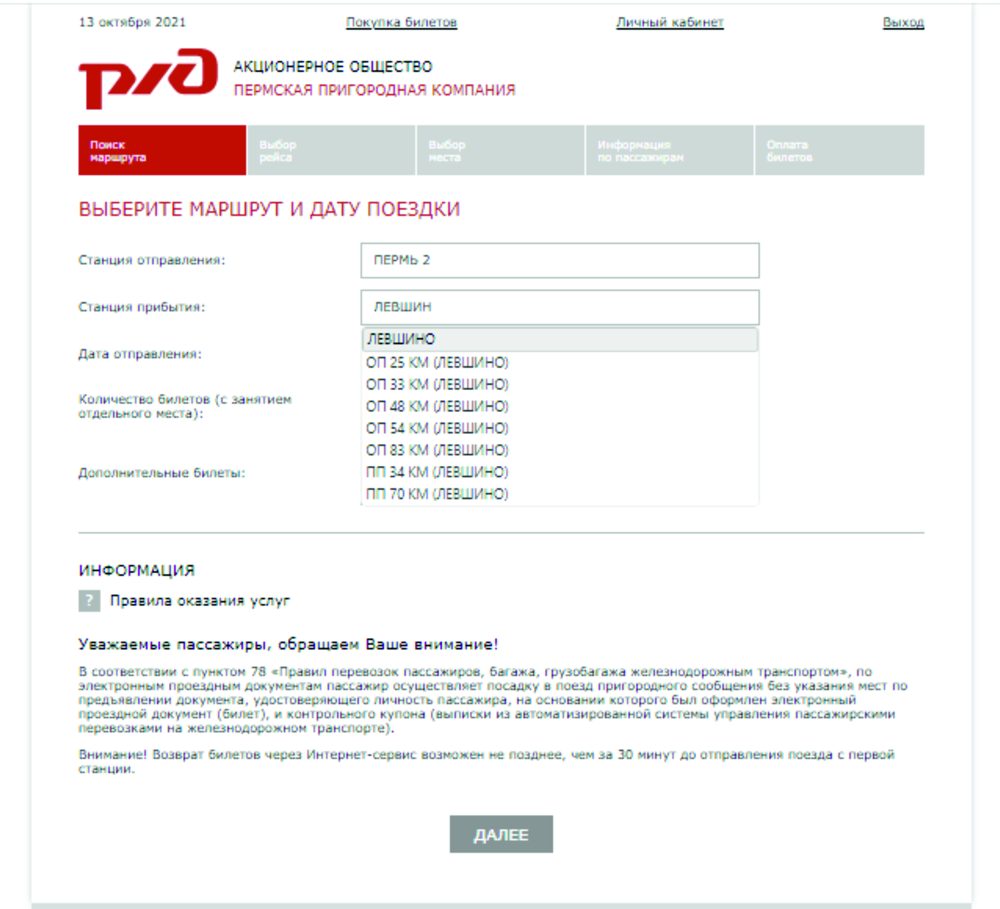 13 октября 2021
Покупка билетов
Личный кабинет
Выход
ржд
АКЦИОНЕРНОЕ ОБЩЕСТВО
ПЕРМСКАЯ ПРИГОРОДНАЯ КОМПАНИЯ
Поиск
маршрута
Выбор
рейса
Выбор
места
Информация
по пассажирам
Оплата
билетов
ВЫБЕРИТЕ МАРШРУТ И ДАТУ ПОЕЗДКИ
Станция отправления:
ПЕРМЬ 2
Станция прибытия:
ЛЕВШИН
ЛЕВШИНО
ОП 25 КМ (ЛЕВШИНО)
ОП 33 КМ (ЛЕВШИНО)
ОП 48 КМ (ЛЕВШИНО)
ОП 54 КМ (ЛЕВШИНО)
ОП 83 КМ (ЛЕВШИНО)
ПП 34 КМ (ЛЕВШИНО)
ПП 70 КМ (ЛЕВШИНО)
Дата отправления:
Количество билетов (с занятием
отдельного места):
Дополнительные билеты:
ИНФОРМАЦИЯ
? Правила оказания услуг
Уважаемые пассажиры, обращаем Ваше внимание!
В соответствии с пунктом 78 «Правил перевозок пассажиров, багажа, грузобагажа железнодорожным транспортом», по
электронным проездным документам пассажир осуществляет посадку в поезд пригородного сообщения без указания мест по
предъявлении документа, удостоверяющего личность пассажира, на основании которого был оформлен электронный
проездной документ (билет), и контрольного купона (выписки из автоматизированной системы управления пассажирскими
перевозками на железнодорожном транспорте).
Внимание! Возврат билетов через Интернет-сервис возможен не позднее, чем за 30 минут до отправления поезда с первой
станции.
ДАЛЕЕ